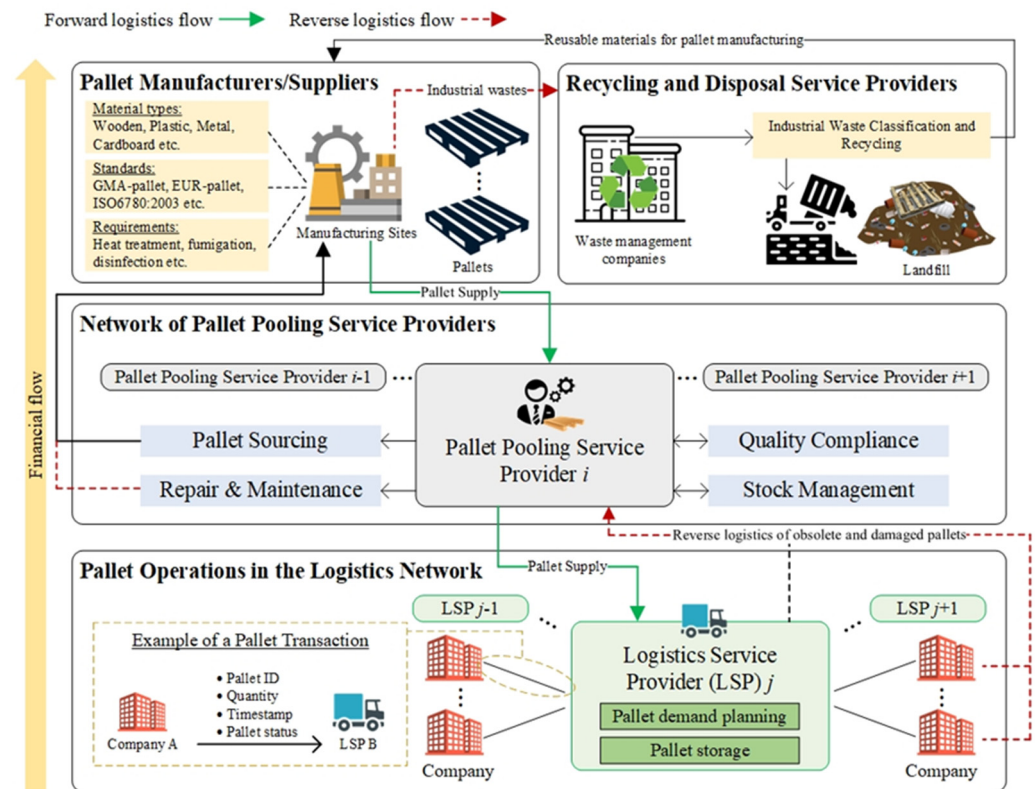 Forward logistics flow
Reverse logistics flow
Reusable materials for pallet manufacturing
Pallet Manufacturers/Suppliers
Material types:
Wooden, Plastic, Metal,
Cardboard etc.
Standards:
GMA-pallet, EUR-pallet,
ISO6780:2003 etc.
Requirements:
Heat treatment, fumigation,
disinfection etc.
Manufacturing Sites
Industrial wastes
Pallets
Recycling and Disposal Service Providers
Industrial Waste Classification and
Recycling
Waste management
companies
Landfill
Pallet Supply
Financial flow
Network of Pallet Pooling Service Providers
Pallet Pooling Service Provider i-1
Pallet Pooling Service Provider i+1
Pallet Pooling Service
Provider i
Pallet Sourcing
Quality Compliance
Repair & Maintenance
Stock Management
Reverse logistics of obsolete and damaged pallets
Pallet Supply
Pallet Operations in the Logistics Network
LSP j-1
LSP j+1
Example of a Pallet Transaction
• Pallet ID
• Quantity
• Timestamp
• Pallet status
Company A
LSP B
Company
Logistics Service
Provider (LSP) j
Pallet demand planning
Pallet storage
Company